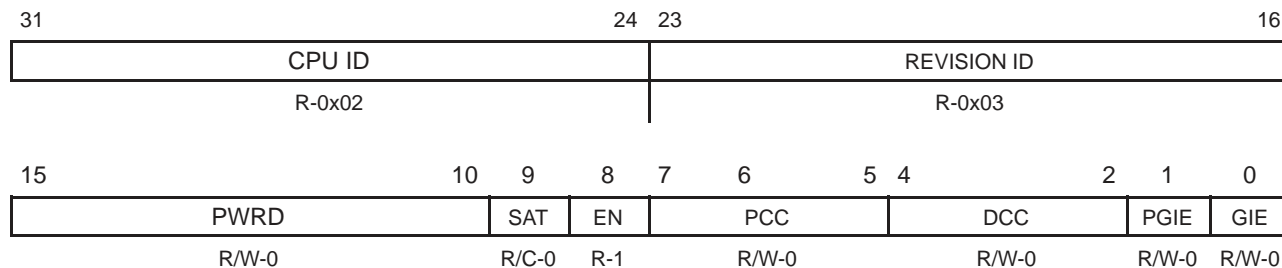 31 24 23 16
CPU ID REVISION ID
R-0x02 R-0x03
15 10 9 8 7 6 5 4 2 1 0
PWRD SAT EN PCC DCC PGIE GIE
R/W-0 R/C-0 R-1 R/W-0 R/W-0 R/W-0 R/W-0